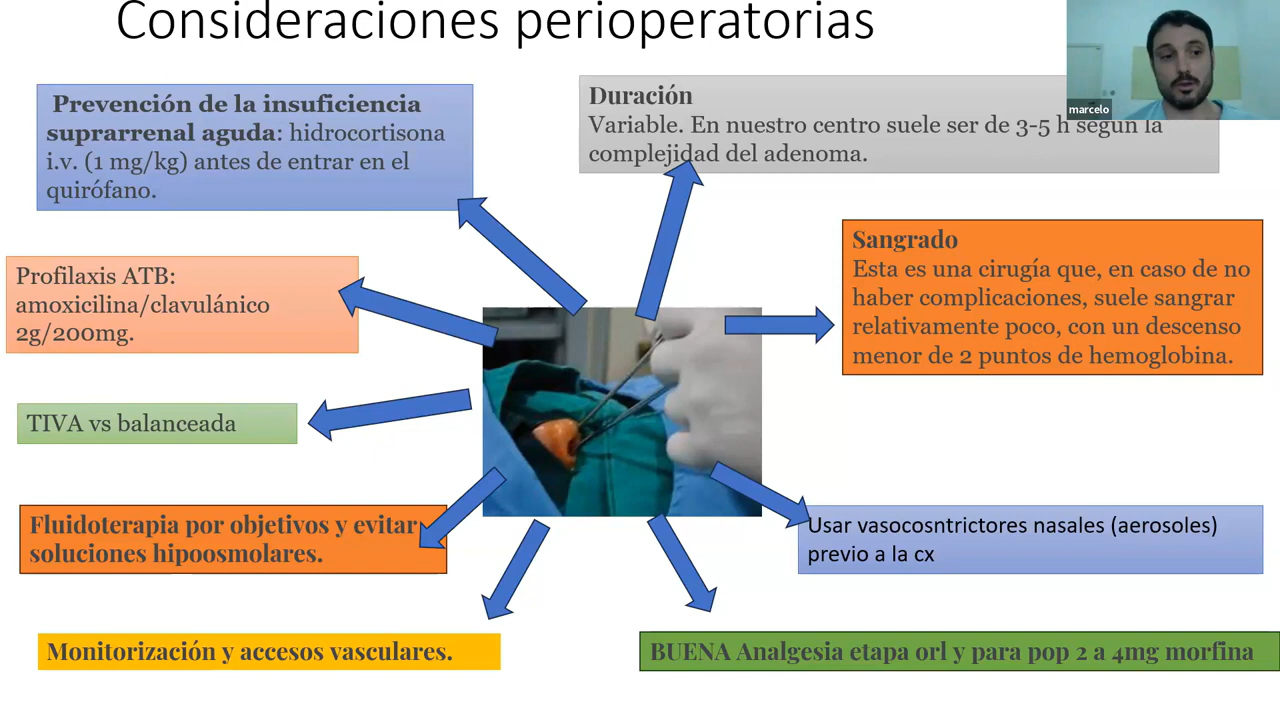 Consideraciones perioperatorias
marcelo
Prevención de la insuficiencia
suprarrenal aguda: hidrocortisona
i.v. (1 mg/kg) antes de entrar en el
quirófano.
Duración
Variable. En nuestro centro suele ser de 3-5 h según la
complejidad del adenoma.
Sangrado
Esta es una cirugía que, en caso de no
haber complicaciones, suele sangrar
relativamente poco, con un descenso
menor de 2 puntos de hemoglobina.
Profilaxis ATB:
amoxicilina/clavulánico
2g/200mg.
TIVA vs balanceada
Fluidoterapia por objetivos y evitar
soluciones hipoosmolares.
Usar vasocosntrictores nasales (aerosoles)
previo a la cx
Monitorización y accesos vasculares.
BUENA Analgesia etapa orl y para pop 2 a 4mg morfina